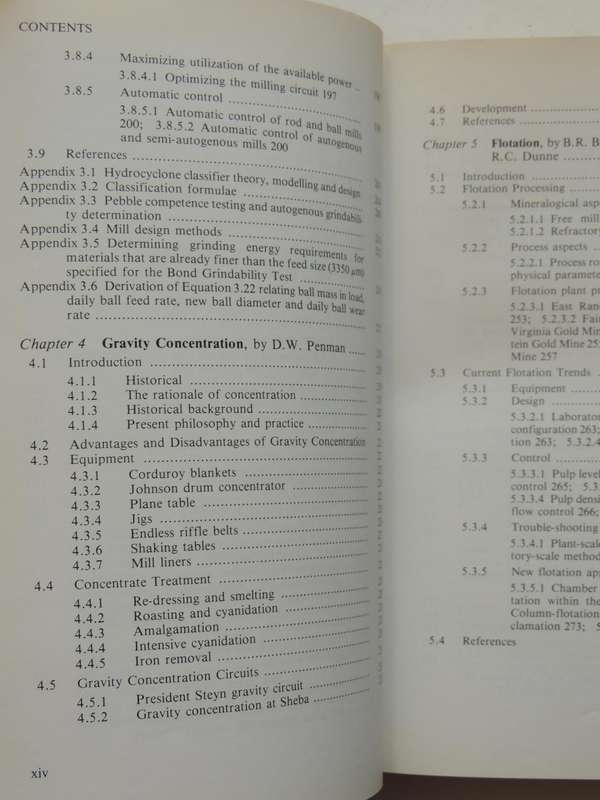 CONTENTS
3.8.4 Maximizing utilization of the available power ..
3.8.4.1 Optimizing the milling circuit 197
3.8.5 Automatic control
3.8.5.1 Automatic control of rod and ball mills
200; 3.8.5.2 Automatic control of autogenous
and semi-autogenous mills 200
3.9 References
Appendix 3.1 Hydrocyclone classifier theory, modelling and design
Appendix 3.2 Classification formulae
Appendix 3.3 Pebble competence testing and autogenous grindabili-
ty determination
Appendix 3.4 Mill design methods
Appendix 3.5 Determining grinding energy requirements for
materials that are already finer than the feed size (3350 μm)
specified for the Bond Grindability Test
Appendix 3.6 Derivation of Equation 3.22 relating ball mass in load,
daily ball feed rate, new ball diameter and daily ball wear
rate
Chapter 4 Gravity Concentration, by D.W. Penman
4.1 Introduction
4.1.1 Historical
4.1.2 The rationale of concentration
4.1.3 Historical background
4.1.4 Present philosophy and practice
4.2 Advantages and Disadvantages of Gravity Concentration
4.3 Equipment
4.3.1 Corduroy blankets
4.3.2 Johnson drum concentrator
4.3.3 Plane table
4.3.4 Jigs
4.3.5 Endless riffle belts
4.3.6 Shaking tables
4.3.7 Mill liners
4.4 Concentrate Treatment
4.4.1 Re-dressing and smelting
4.4.2 Roasting and cyanidation
4.4.3 Amalgamation
4.4.4 Intensive cyanidation
4.4.5 Iron removal
4.5 Gravity Concentration Circuits
4.5.1 President Steyn gravity circuit
4.5.2 Gravity concentration at Sheba
xiv
4.6 Development
4.7 References
Chapter 5 Flotation, by B.R. B
R.C. Dunne
5.1 Introduction
5.2 Flotation Processing
5.2.1 Mineralogical aspe
5.2.1.1 Free mill
5.2.1.2 Refractory
5.2.2 Process aspects
5.2.2.1 Process ro
physical paramete
5.2.3 Flotation plant pr
5.2.3.1 East Ran
253; 5.2.3.2 Fair
Virginia Gold Min
tein Gold Mine 25
Mine 257
5.3 Current Flotation Trends
5.3.1 Equipment
5.3.2 Design
5.3.2.1 Laborator
configuration 263;
tion 263; 5.3.2.4
5.3.3 Control
5.3.3.1 Pulp level
control 265; 5.3
5.3.3.4 Pulp densi
flow control 266;
5.3.4 Trouble-shooting
5.3.4.1 Plant-scale
tory-scale method
5.3.5 New flotation app
5.3.5.1 Chamber
tation within the
Column-flotation
clamation 273; 5
5.4 References